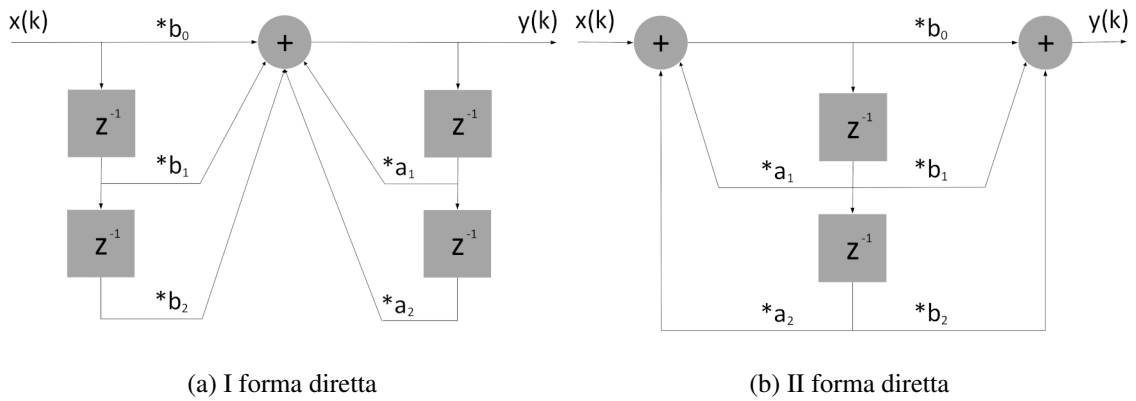 x(k) *b₀ + y(k)
z⁻¹ z⁻¹
*b₁ *a₁
z⁻¹ z⁻¹
*b₂ *a₂
(a) I forma diretta
x(k) + *b₀ + y(k)
z⁻¹
*a₁ *b₁
z⁻¹
*a₂ *b₂
(b) II forma diretta